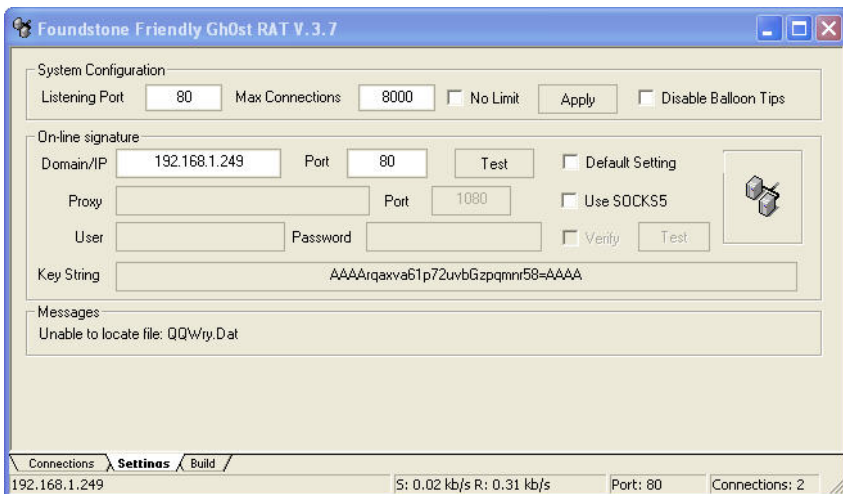 Foundstone Friendly Gh0st RAT V.3.7
System Configuration
Listening Port 80 Max Connections 8000 No Limit Apply Disable Balloon Tips
On-line signature
Domain/IP 192.168.1.249 Port 80 Test Default Setting
Proxy Port 1080 Use SOCKS5
User Password Verify Test
Key String AAAArqaxva61p72uvbGzpqmnr58=AAAA
Messages
Unable to locate file: QQWry.Dat
Connections Settings Build
192.168.1.249 S: 0.02 kb/s R: 0.31 kb/s Port: 80 Connections: 2